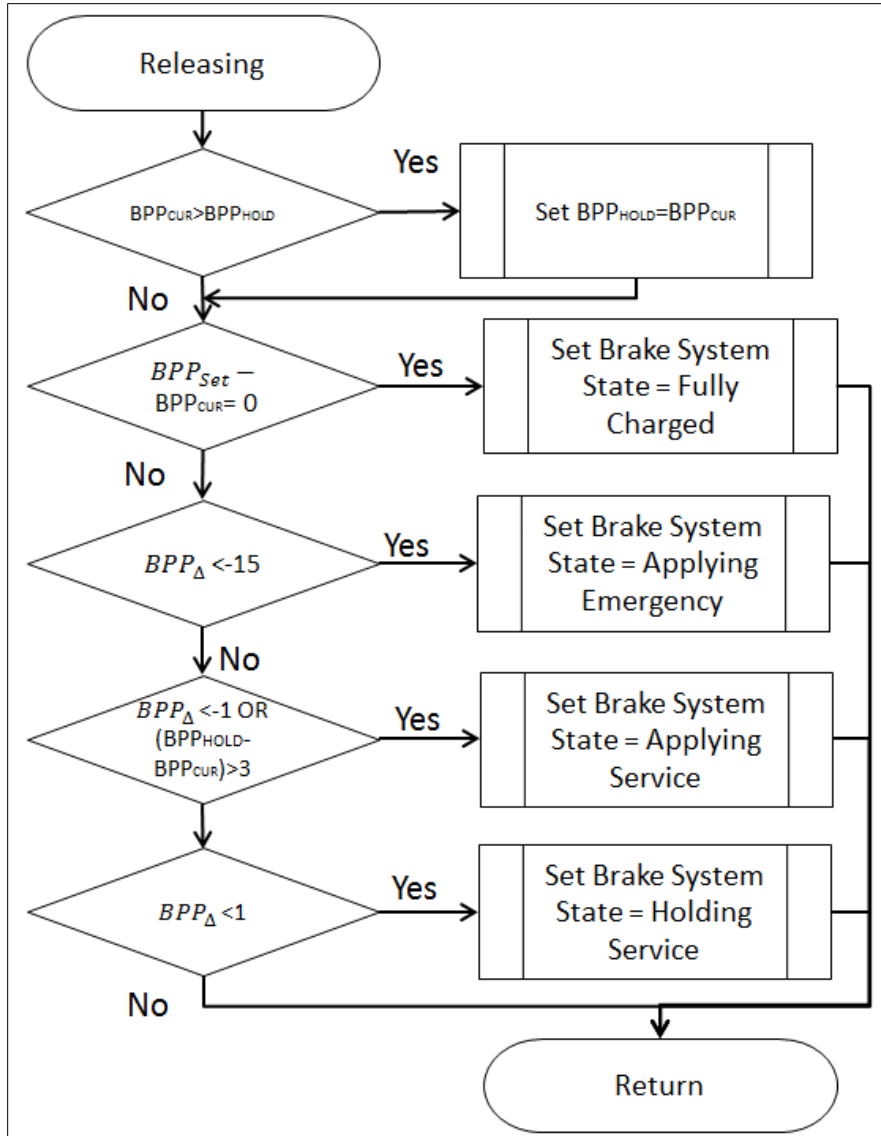 Releasing
Yes
BPPCUR>BPPHOLD
Set BPPHOLD=BPPCUR
No
BPPSet −
BPPCUR= 0
Yes
Set Brake System
State = Fully
Charged
No
BPPΔ <-15
Yes
Set Brake System
State = Applying
Emergency
No
BPPΔ <-1 OR
(BPPHOLD-
BPPCUR)>3
Yes
Set Brake System
State = Applying
Service
BPPΔ <1
Yes
Set Brake System
State = Holding
Service
No
Return